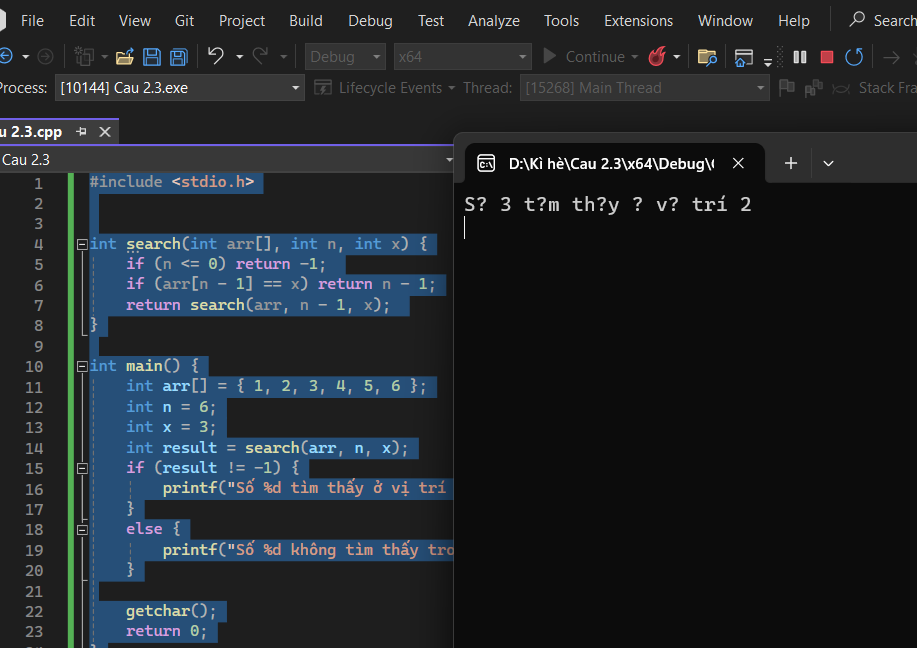 File Edit View Git Project Build Debug Test Analyze Tools Extensions Window Help Search
Debug x64 Continue
Process: [10144] Cau 2.3.exe Lifecycle Events Thread: [15268] Main Thread Stack Fra
u 2.3.cpp
Cau 2.3
D:\Kì hè\Cau 2.3\x64\Debug\
S? 3 t?m th?y ? v? trí 2
1 #include <stdio.h>
2
3
4 int search(int arr[], int n, int x) {
5 if (n <= 0) return -1;
6 if (arr[n - 1] == x) return n - 1;
7 return search(arr, n - 1, x);
8 }
9
10 int main() {
11 int arr[] = { 1, 2, 3, 4, 5, 6 };
12 int n = 6;
13 int x = 3;
14 int result = search(arr, n, x);
15 if (result != -1) {
16 printf("Số %d tìm thấy ở vị trí
17 }
18 else {
19 printf("Số %d không tìm thấy tro
20 }
21
22 getchar();
23 return 0;